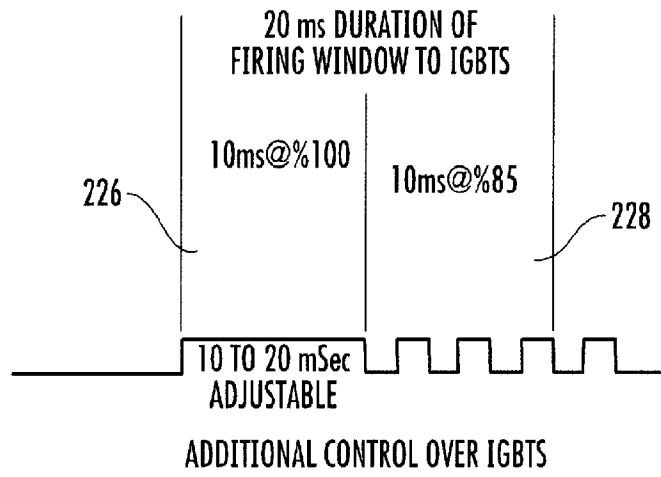 20 ms DURATION OF
FIRING WINDOW TO IGBTS
10ms@%100
10ms@%85
226
228
10 TO 20 mSec
ADJUSTABLE
ADDITIONAL CONTROL OVER IGBTS